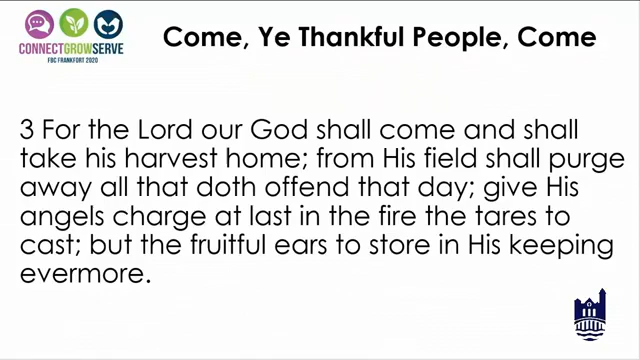 CONNECTGROWSERVE
FBC FRANKFORT 2020
Come, Ye Thankful People, Come
3 For the Lord our God shall come and shall
take his harvest home; from His field shall purge
away all that doth offend that day; give His
angels charge at last in the fire the tares to
cast; but the fruitful ears to store in His keeping
evermore.